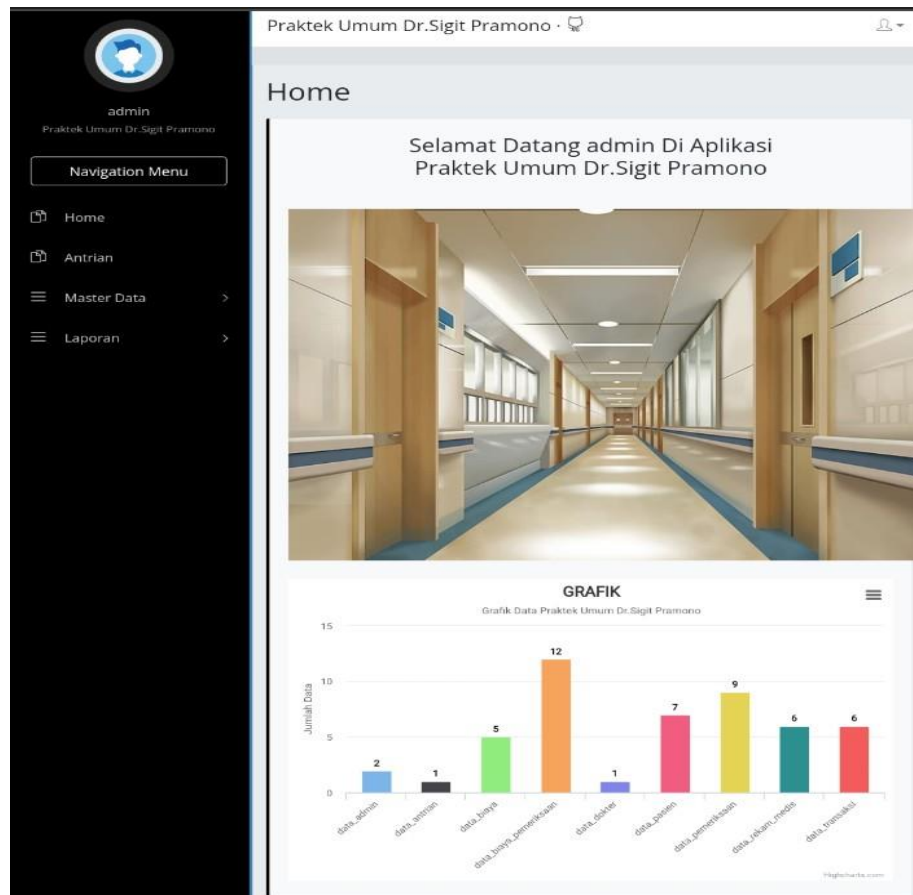 admin
Praktek Umum Dr.Sigit Pramono
Navigation Menu
Home
Antrian
Master Data
Laporan
Praktek Umum Dr.Sigit Pramono ·
Home
Selamat Datang admin Di Aplikasi
Praktek Umum Dr.Sigit Pramono
GRAFIK
Grafik Data Praktek Umum Dr.Sigit Pramono
Jumlah Data
15
10
5
0
2
1
5
12
1
7
9
6
6
data_admin
data_antrian
data_biaya
data_biaya_pemeriksaan
data_dokter
data_pasien
data_pemeriksaan
data_rekam_medis
data_transaksi
Highcharts.com